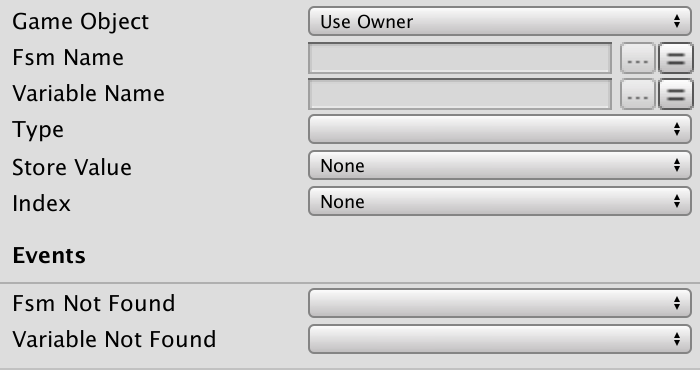 Game Object Use Owner
Fsm Name ... =
Variable Name ... =
Type
Store Value None
Index None
Events
Fsm Not Found
Variable Not Found